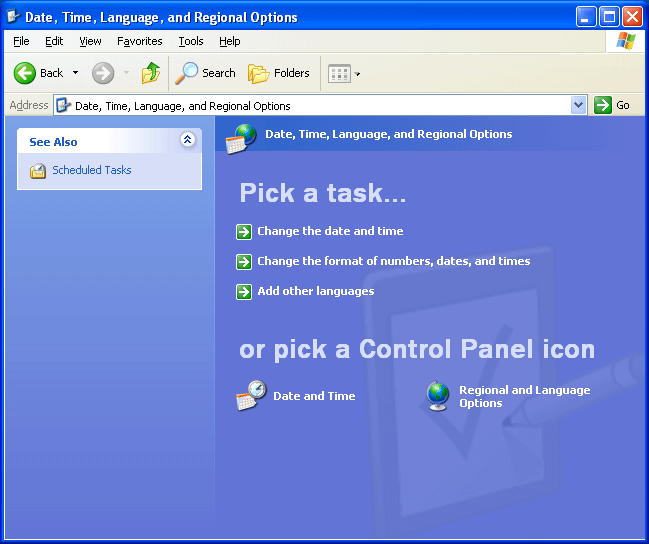 Date, Time, Language, and Regional Options
File Edit View Favorites Tools Help
Back Search Folders
Address Date, Time, Language, and Regional Options Go
See Also
Scheduled Tasks
Date, Time, Language, and Regional Options
Pick a task...
Change the date and time
Change the format of numbers, dates, and times
Add other languages
or pick a Control Panel icon
Date and Time
Regional and Language
Options